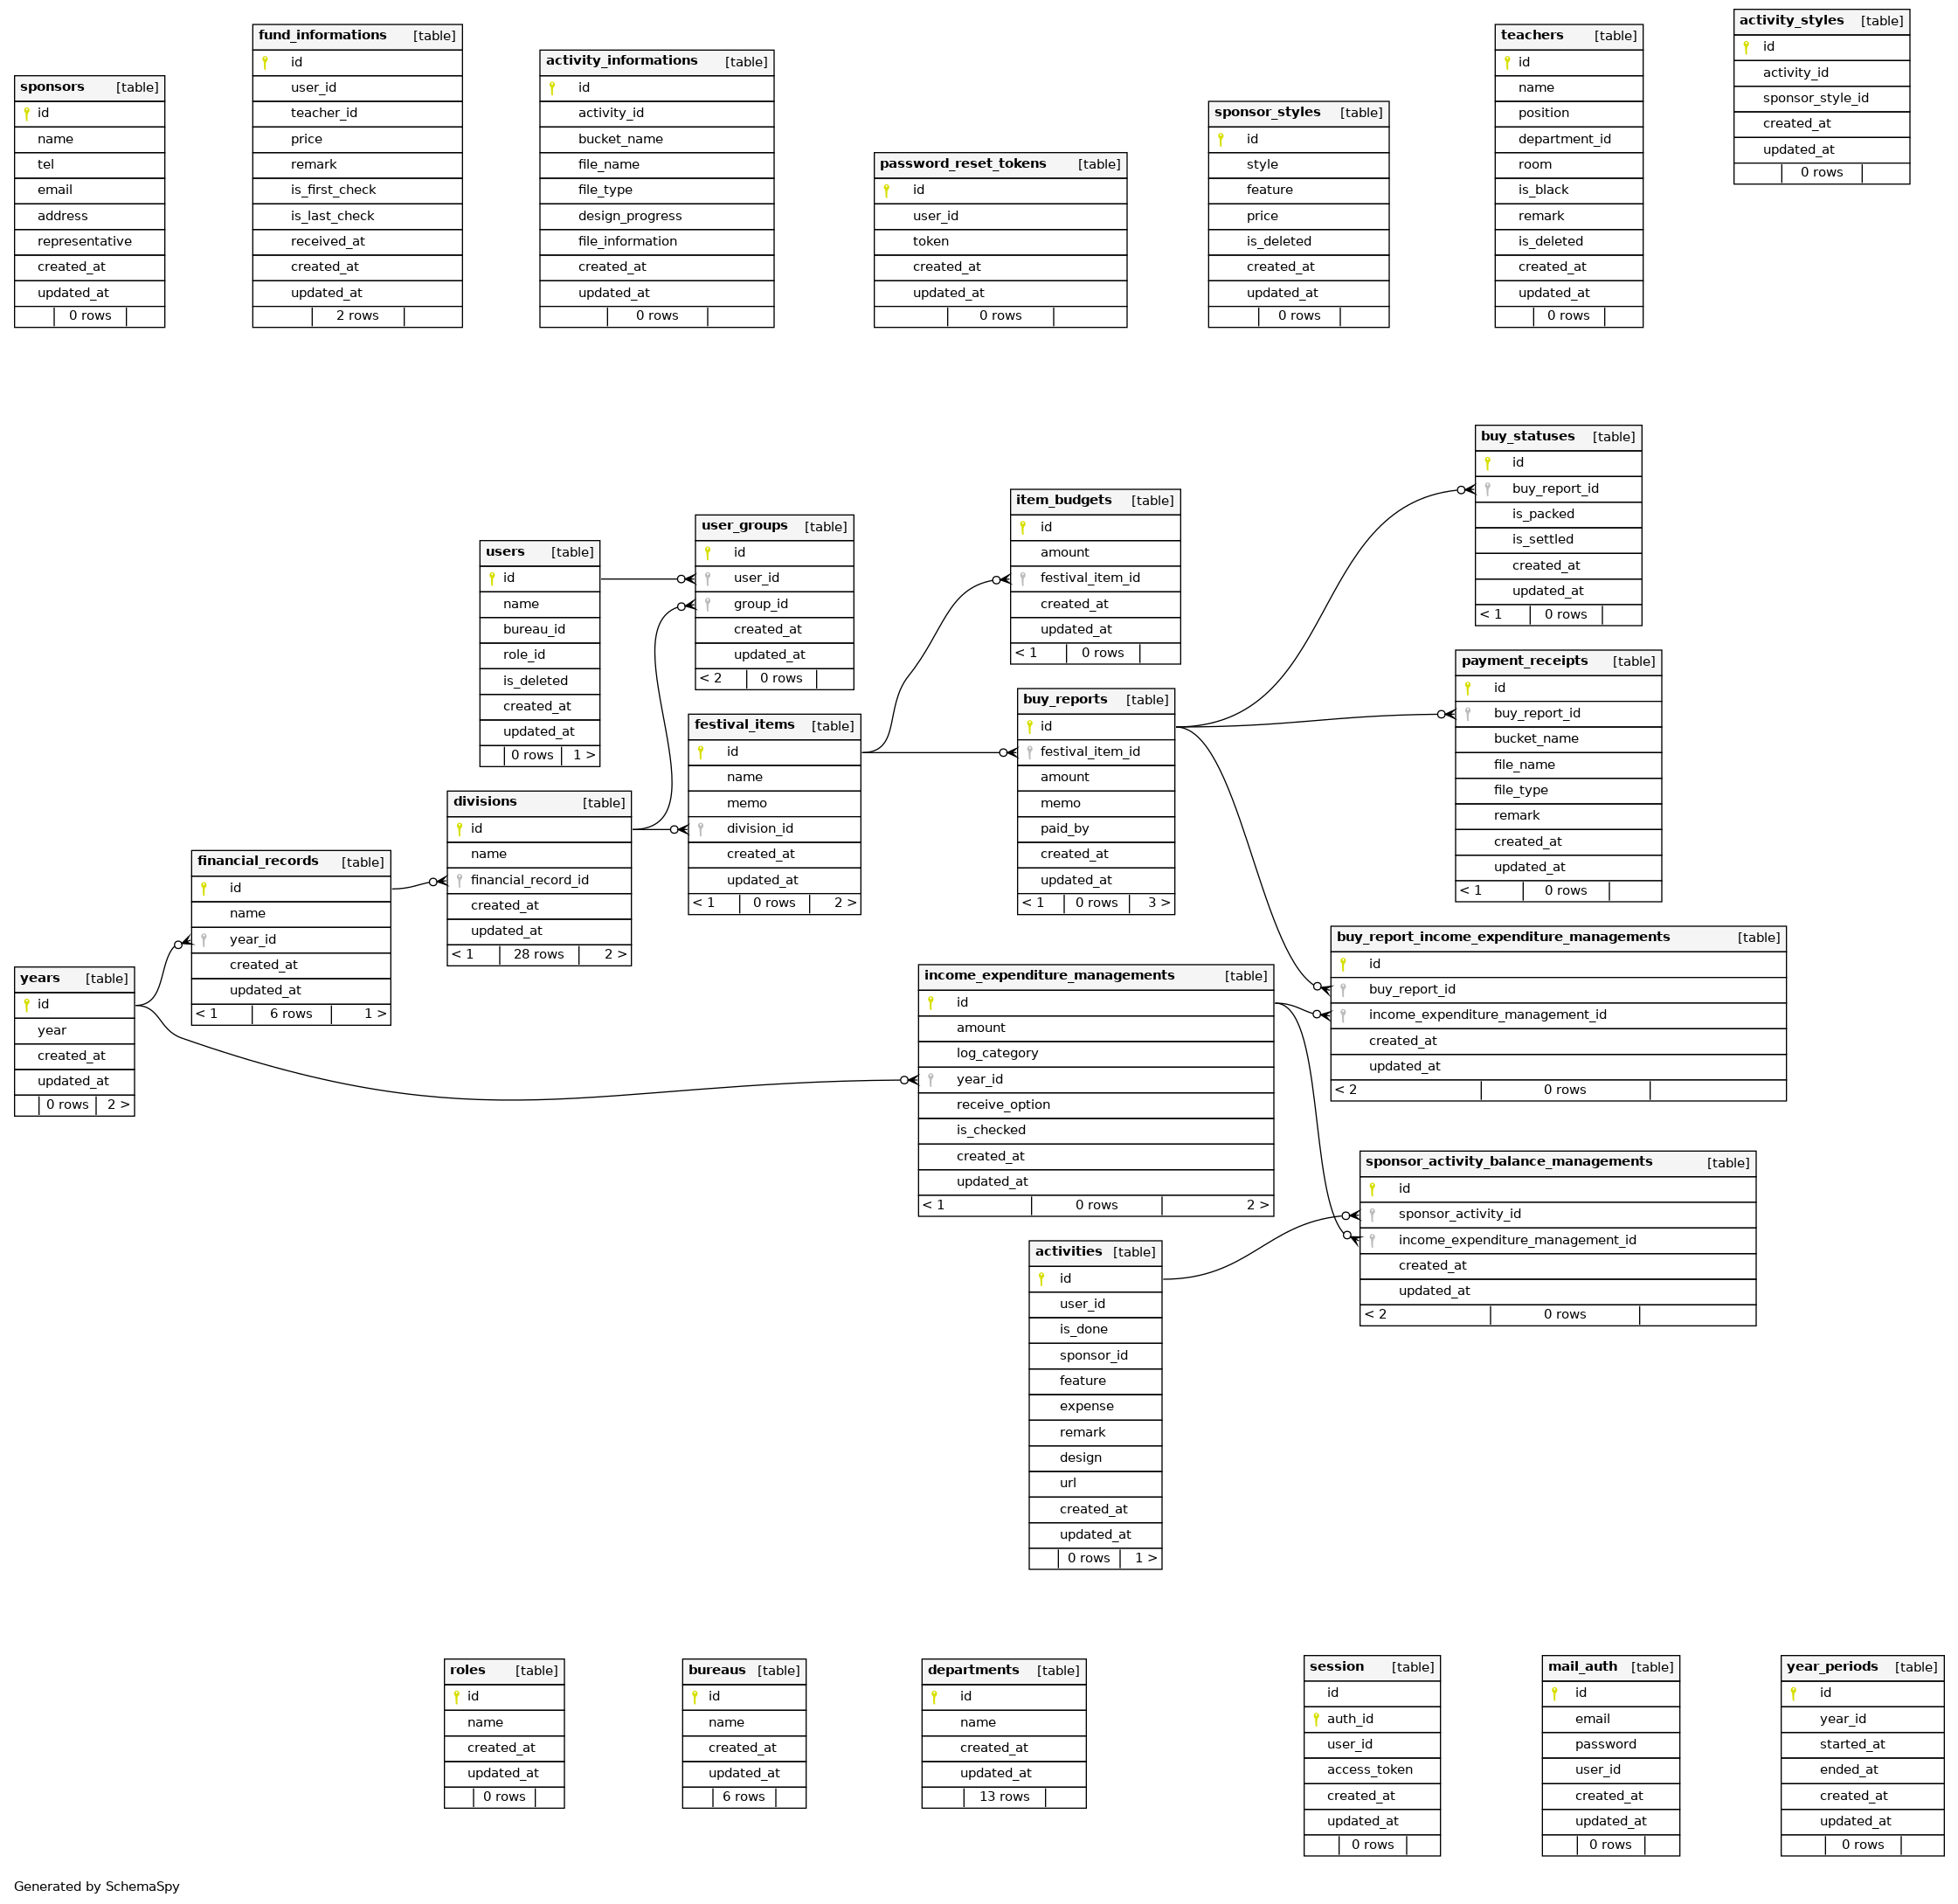 sponsors [table]
id
name
tel
email
address
representative
created_at
updated_at
0 rows
fund_informations [table]
id
user_id
teacher_id
price
remark
is_first_check
is_last_check
received_at
created_at
updated_at
2 rows
activity_informations [table]
id
activity_id
bucket_name
file_name
file_type
design_progress
file_information
created_at
updated_at
0 rows
password_reset_tokens [table]
id
user_id
token
created_at
updated_at
0 rows
sponsor_styles [table]
id
style
feature
price
is_deleted
created_at
updated_at
0 rows
teachers [table]
id
name
position
department_id
room
is_black
remark
is_deleted
created_at
updated_at
0 rows
activity_styles [table]
id
activity_id
sponsor_style_id
created_at
updated_at
0 rows
buy_statuses [table]
id
buy_report_id
is_packed
is_settled
created_at
updated_at
< 1 0 rows
item_budgets [table]
id
amount
festival_item_id
created_at
updated_at
< 1 0 rows
user_groups [table]
id
user_id
group_id
created_at
updated_at
< 2 0 rows
users [table]
id
name
bureau_id
role_id
is_deleted
created_at
updated_at
0 rows 1 >
payment_receipts [table]
id
buy_report_id
bucket_name
file_name
file_type
remark
created_at
updated_at
< 1 0 rows
buy_reports [table]
id
festival_item_id
amount
memo
paid_by
created_at
updated_at
< 1 0 rows 3 >
festival_items [table]
id
name
memo
division_id
created_at
updated_at
< 1 0 rows 2 >
divisions [table]
id
name
financial_record_id
created_at
updated_at
< 1 28 rows 2 >
financial_records [table]
id
name
year_id
created_at
updated_at
< 1 6 rows 1 >
years [table]
id
year
created_at
updated_at
0 rows 2 >
buy_report_income_expenditure_managements [table]
id
buy_report_id
income_expenditure_management_id
created_at
updated_at
< 2 0 rows
income_expenditure_managements [table]
id
amount
log_category
year_id
receive_option
is_checked
created_at
updated_at
< 1 0 rows 2 >
sponsor_activity_balance_managements [table]
id
sponsor_activity_id
income_expenditure_management_id
created_at
updated_at
< 2 0 rows
activities [table]
id
user_id
is_done
sponsor_id
feature
expense
remark
design
url
created_at
updated_at
0 rows 1 >
roles [table]
id
name
created_at
updated_at
0 rows
bureaus [table]
id
name
created_at
updated_at
6 rows
departments [table]
id
name
created_at
updated_at
13 rows
session [table]
id
auth_id
user_id
access_token
created_at
updated_at
0 rows
mail_auth [table]
id
email
password
user_id
created_at
updated_at
0 rows
year_periods [table]
id
year_id
started_at
ended_at
created_at
updated_at
0 rows
Generated by SchemaSpy